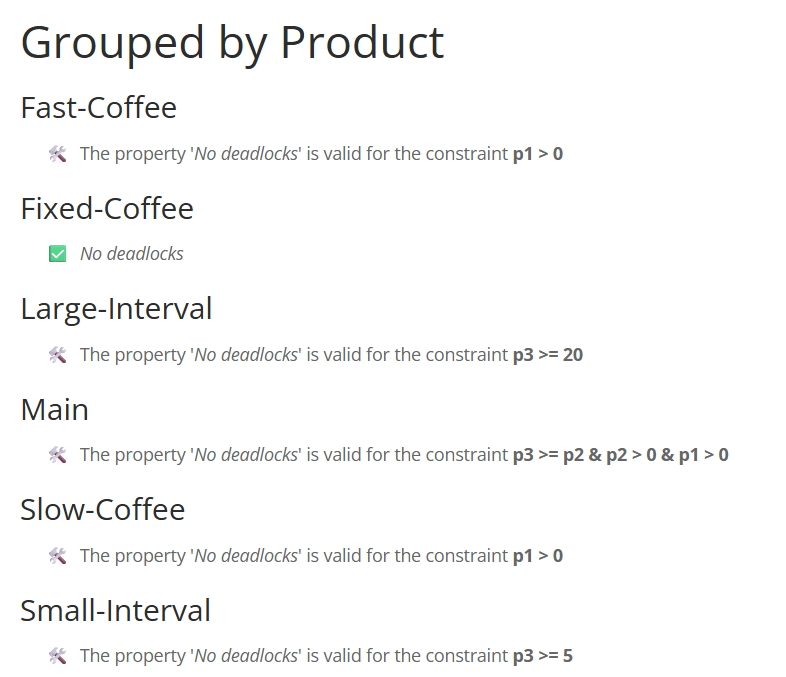 Grouped by Product
Fast-Coffee
The property 'No deadlocks' is valid for the constraint p1 > 0
Fixed-Coffee
No deadlocks
Large-Interval
The property 'No deadlocks' is valid for the constraint p3 >= 20
Main
The property 'No deadlocks' is valid for the constraint p3 >= p2 & p2 > 0 & p1 > 0
Slow-Coffee
The property 'No deadlocks' is valid for the constraint p1 > 0
Small-Interval
The property 'No deadlocks' is valid for the constraint p3 >= 5